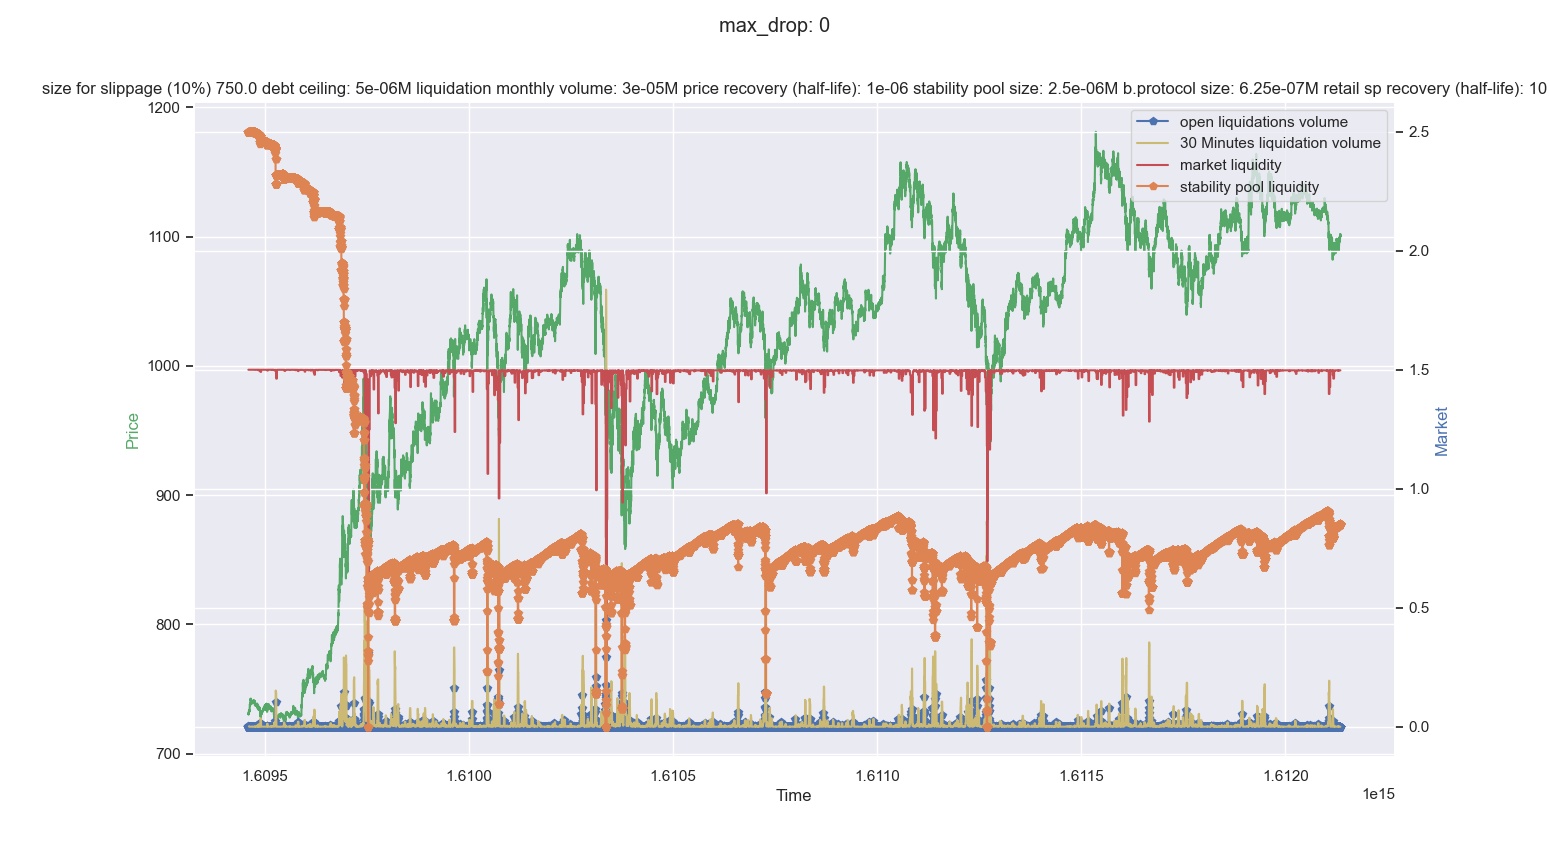 max_drop: 0
size for slippage (10%) 750.0 debt ceiling: 5e-06M liquidation monthly volume: 3e-05M price recovery (half-life): 1e-06 stability pool size: 2.5e-06M b.protocol size: 6.25e-07M retail sp recovery (half-life): 10
1200
1100
1000
900
800
700
Price
open liquidations volume
30 Minutes liquidation volume
market liquidity
stability pool liquidity
2.5
2.0
1.5
1.0
0.5
0.0
Market
1.6095
1.6100
1.6105
1.6110
1.6115
1.6120
1e15
Time